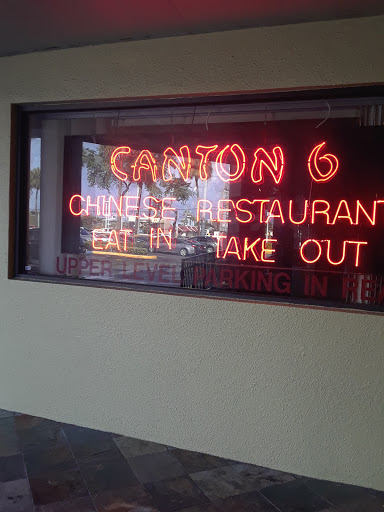 CANTON 6
CHINESE RESTAURANT
EAT IN TAKE OUT
UPPER LEVEL PARKING IN